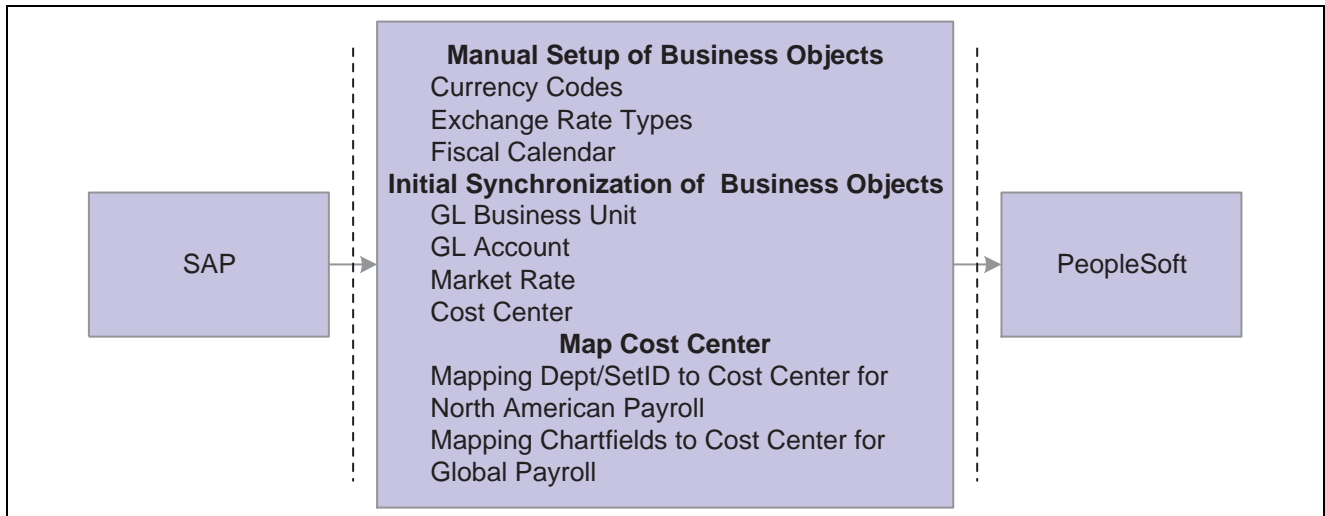 Manual Setup of Business Objects
Currency Codes
Exchange Rate Types
Fiscal Calendar
Initial Synchronization of Business Objects
GL Business Unit
GL Account
Market Rate
Cost Center
Map Cost Center
Mapping Dept/SetID to Cost Center for
North American Payroll
Mapping Chartfields to Cost Center for
Global Payroll
SAP
PeopleSoft